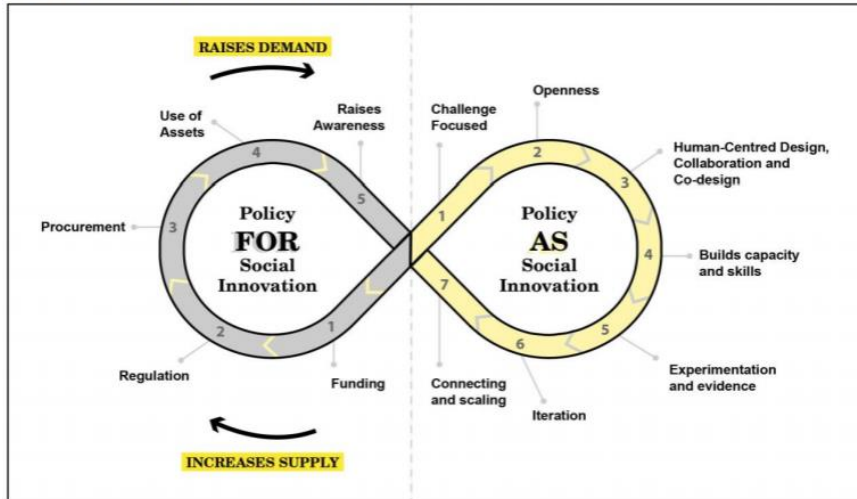 RAISES DEMAND
Use of
Assets
Raises
Awareness
Challenge
Focused
Openness
Human-Centred Design,
Collaboration and
Co-design
Procurement
Builds capacity
and skills
Regulation
Funding
Connecting
and scaling
Iteration
Experimentation
and evidence
INCREASES SUPPLY
Policy
FOR
Social
Innovation
1
2
3
4
5
Policy
AS
Social
Innovation
1
2
3
4
5
6
7